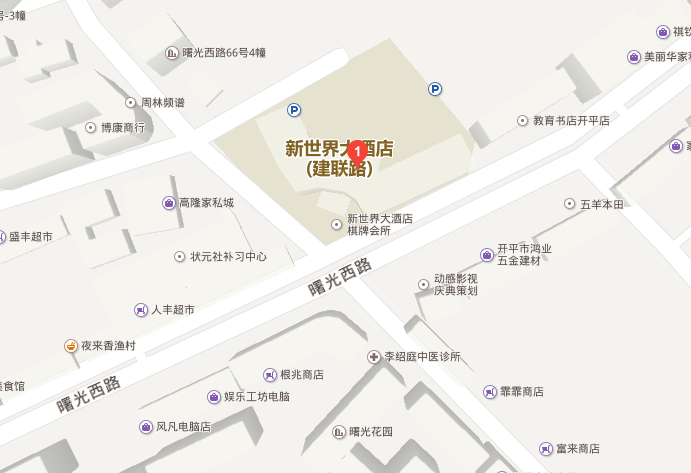 号-3幢
祺钦
曙光西路66号4幢
美丽华家私
P
P
周林频谱
教育书店开平店
博康商行
新世界大酒店
(建联路)
1
家
高隆家私城
五羊本田
新世界大酒店
棋牌会所
盛丰超市
开平市鸿业
五金建材
状元社补习中心
曙光西路
动感影视
庆典策划
人丰超市
夜来香渔村
李绍庭中医诊所
根兆商店
美食馆
曙光西路
娱乐工坊电脑
霏霏商店
风凡电脑店
曙光花园
富来商店